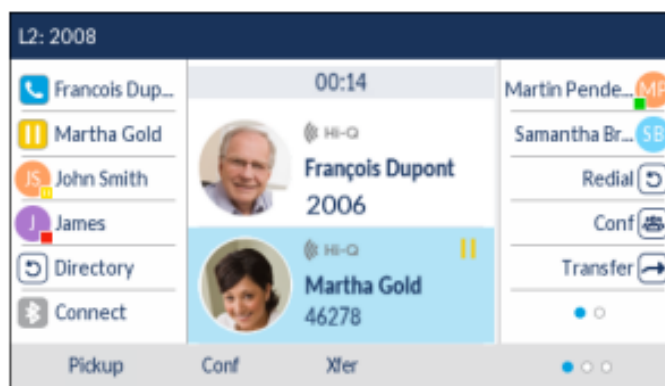 L2: 2008
Francois Dup...
Martha Gold
JS John Smith
J James
Directory
Connect
00:14
HI-Q
François Dupont
2006
HI-Q
Martha Gold
46278
Martin Pende... MP
Samantha Br... SB
Redial
Conf
Transfer
Pickup Conf Xfer